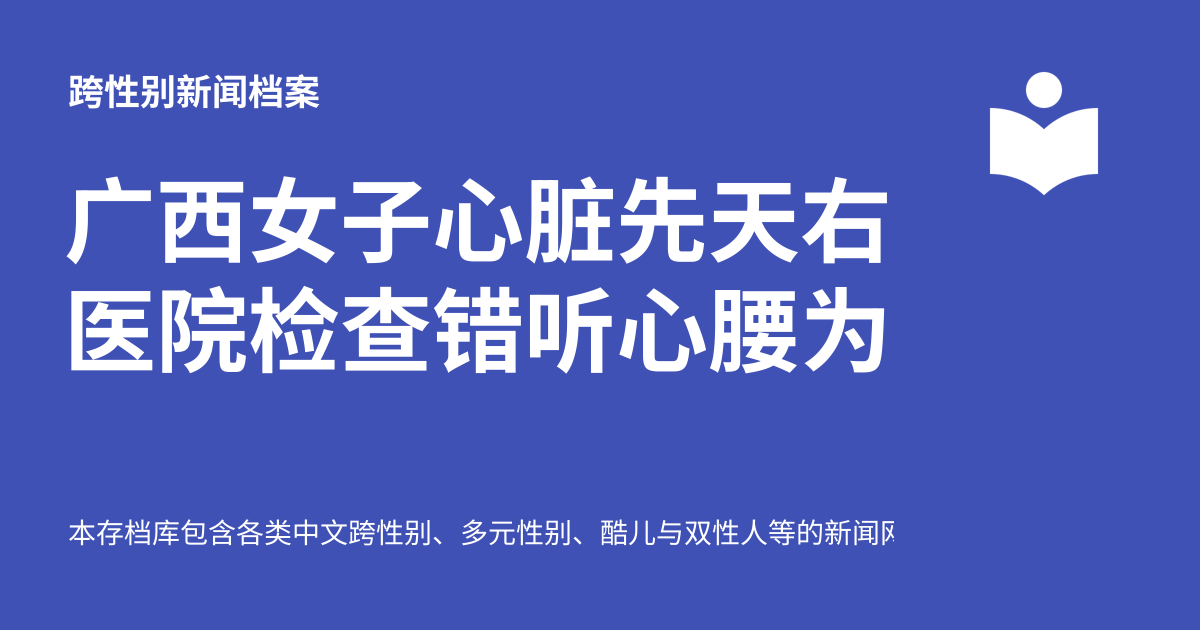 跨性别新闻档案
广西女子心脏先天右
医院检查错听心腰为
本存档库包含各类中文跨性别、多元性别、酷儿与双性人等的新闻